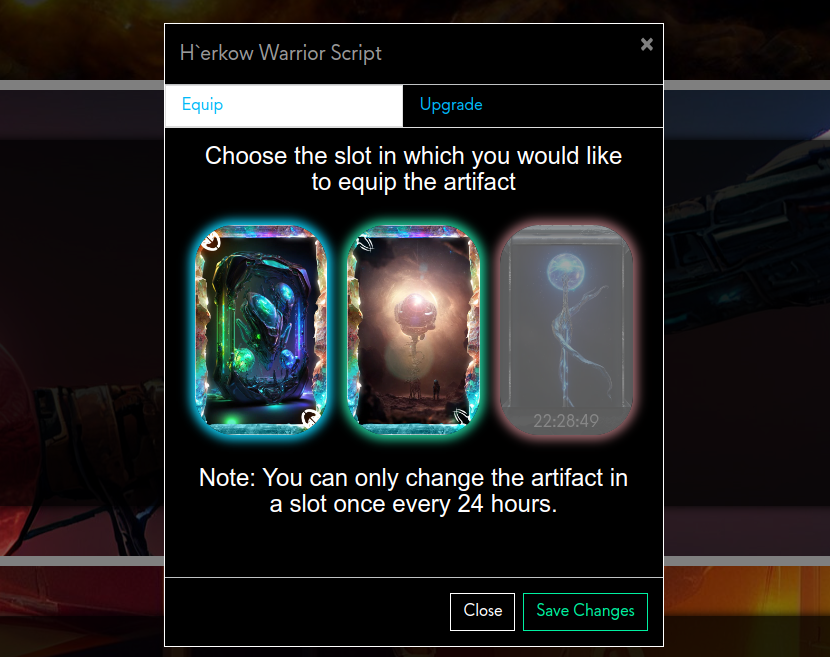 H`erkow Warrior Script
×
Equip
Upgrade
Choose the slot in which you would like
to equip the artifact
22:28:49
Note: You can only change the artifact in
a slot once every 24 hours.
Close
Save Changes